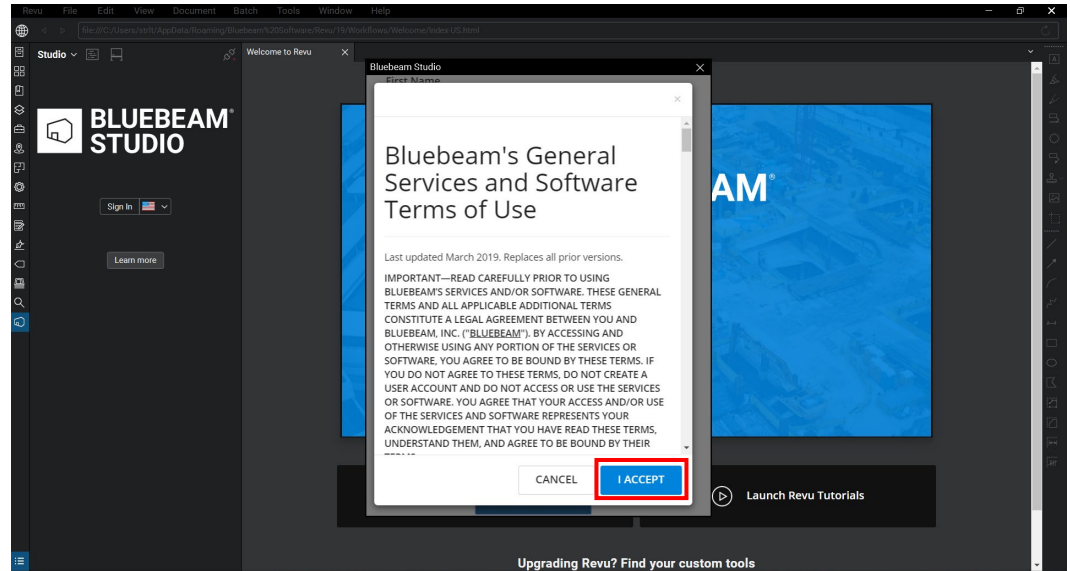 Revu File Edit View Document Batch Tools Window Help
file:///C:/Users/strft/AppData/Roaming/Bluebeam%20Software/Revu/19/Workflows/Welcome/Index-US.html
Studio
Welcome to Revu
Bluebeam Studio
First Name
BLUEBEAM®
STUDIO
Sign In
Learn more
Bluebeam's General
Services and Software
Terms of Use
Last updated March 2019. Replaces all prior versions.
IMPORTANT—READ CAREFULLY PRIOR TO USING
BLUEBEAM'S SERVICES AND/OR SOFTWARE. THESE GENERAL
TERMS AND ALL APPLICABLE ADDITIONAL TERMS
CONSTITUTE A LEGAL AGREEMENT BETWEEN YOU AND
BLUEBEAM, INC. ("BLUEBEAM"). BY ACCESSING AND
OTHERWISE USING ANY PORTION OF THE SERVICES OR
SOFTWARE, YOU AGREE TO BE BOUND BY THESE TERMS. IF
YOU DO NOT AGREE TO THESE TERMS, DO NOT CREATE A
USER ACCOUNT AND DO NOT ACCESS OR USE THE SERVICES
OR SOFTWARE. YOU AGREE THAT YOUR ACCESS AND/OR USE
OF THE SERVICES AND SOFTWARE REPRESENTS YOUR
ACKNOWLEDGEMENT THAT YOU HAVE READ THESE TERMS,
UNDERSTAND THEM, AND AGREE TO BE BOUND BY THEIR
TERMS
CANCEL
I ACCEPT
AM®
Launch Revu Tutorials
Upgrading Revu? Find your custom tools